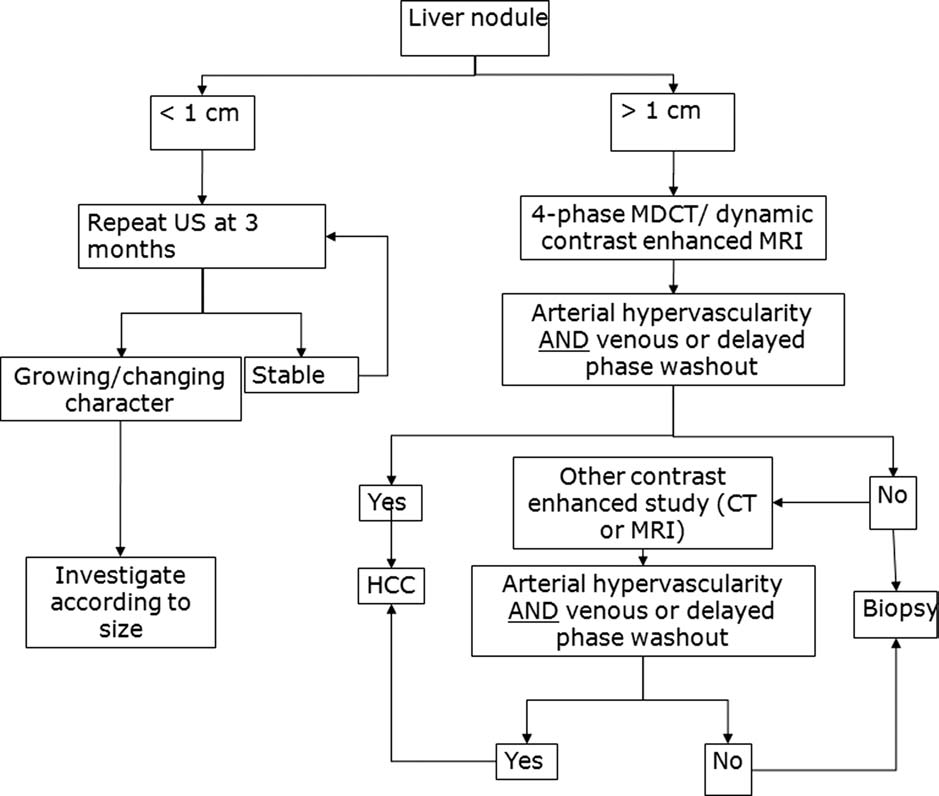 Liver nodule
< 1 cm
> 1 cm
Repeat US at 3
months
4-phase MDCT/ dynamic
contrast enhanced MRI
Arterial hypervascularity
AND venous or delayed
phase washout
Growing/changing
character
Stable
Investigate
according to
size
Yes
No
Other contrast
enhanced study (CT
or MRI)
HCC
Arterial hypervascularity
AND venous or delayed
phase washout
Biopsy
Yes
No